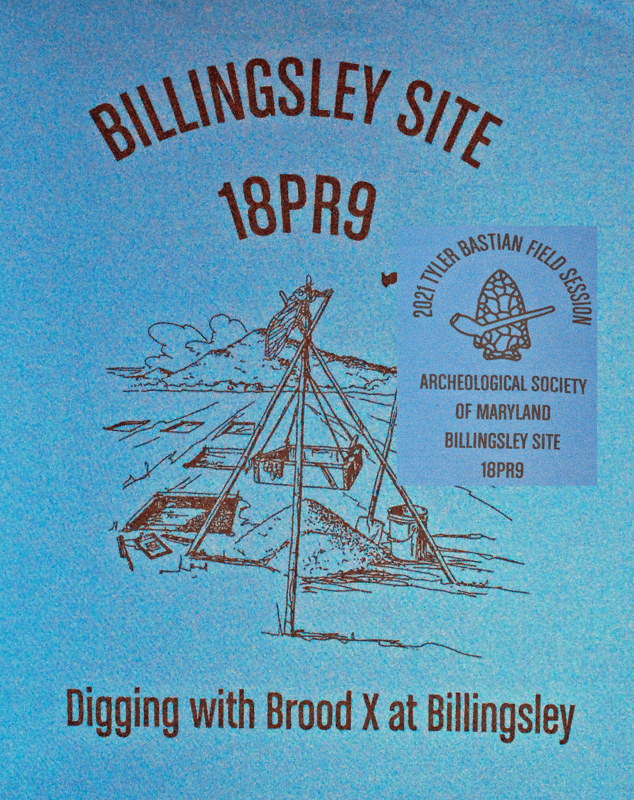 BILLINGSLEY SITE
18PR9
2021 TYLER BASTIAN FIELD SESSION
ARCHEOLOGICAL SOCIETY
OF MARYLAND
BILLINGSLEY SITE
18PR9
Digging with Brood X at Billingsley